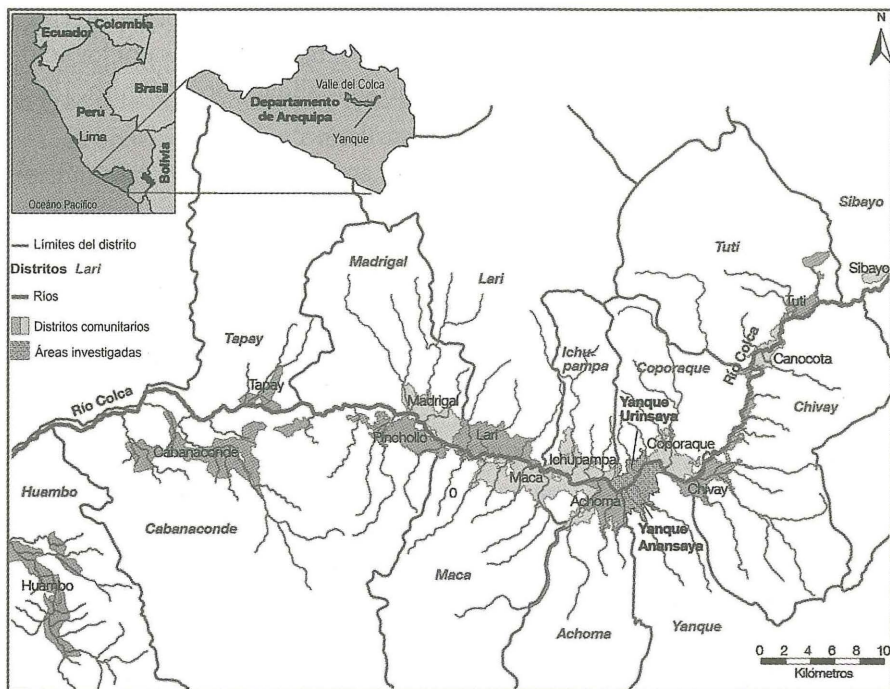 Ecuador
Colombia
Brasil
Perú
Lima
Bolivia
Océano Pacífico
Departamento
de Arequipa
Valle del Colca
Yanque
N
Límites del distrito
Distritos Lari
Ríos
Distritos comunitarios
Áreas investigadas
Sibayo
Tuti
Madrigal
Lari
Sibayo
Tuti
Tapay
Ichu-
pampa
Coporaque
Río Colca
Canocota
Chivay
Tapay
Río Colca
Madrigal
Yanque
Urinsaya
Pinchollo
Lari
Cabanaconde
Ichupampa
Coporaque
Maca
Chivay
Huambo
0
Achoma
Cabanaconde
Yanque
Anansaya
Maca
Huambo
Achoma
Yanque
0 2 4 6 8 10
Kilómetros